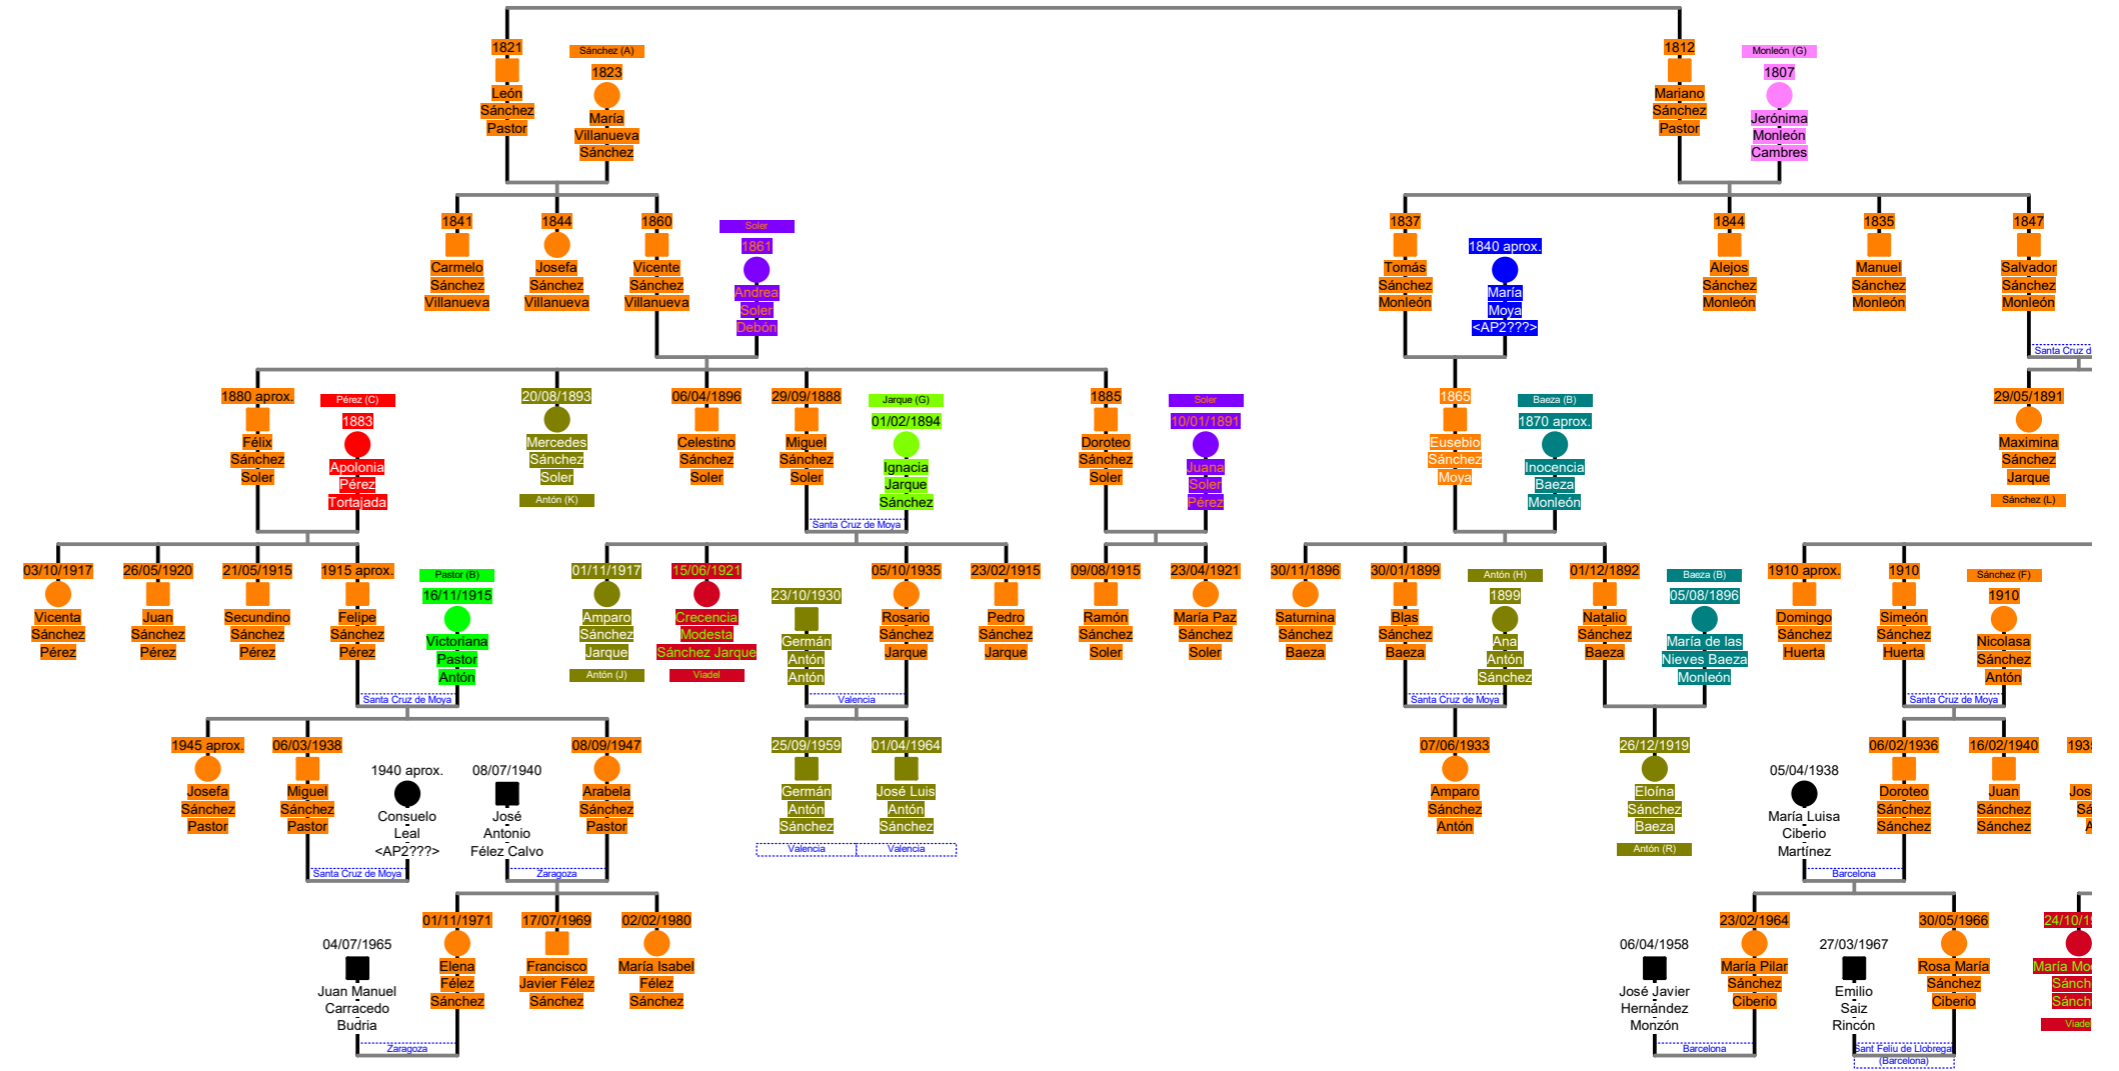 1821
León
Sánchez
Pastor
Sánchez (A)
1823
María
Villanueva
Sánchez
1812
Mariano
Sánchez
Pastor
Monleón (G)
1807
Jerónima
Monleón
Cambres
1841
Carmelo
Sánchez
Villanueva
1844
Josefa
Sánchez
Villanueva
1860
Vicente
Sánchez
Villanueva
Soler
1861
Andrea
Soler
Debón
1837
Tomás
Sánchez
Monleón
1840 aprox.
María
Moya
<AP2???>
1844
Alejos
Sánchez
Monleón
1835
Manuel
Sánchez
Monleón
1847
Salvador
Sánchez
Monleón
Santa Cruz d
1880 aprox.
Félix
Sánchez
Soler
Pérez (C)
1883
Apolonia
Pérez
Tortajada
20/08/1893
Mercedes
Sánchez
Soler
Antón (K)
06/04/1896
Celestino
Sánchez
Soler
29/09/1888
Miguel
Sánchez
Soler
Jarque (G)
01/02/1894
Ignacia
Jarque
Sánchez
Santa Cruz de Moya
1885
Doroteo
Sánchez
Soler
Soler
10/01/1891
Juana
Soler
Pérez
1865
Eusebio
Sánchez
Moya
Baeza (B)
1870 aprox.
Inocencia
Baeza
Monleón
29/05/1891
Maximina
Sánchez
Jarque
Sánchez (L)
03/10/1917
Vicenta
Sánchez
Pérez
26/05/1920
Juan
Sánchez
Pérez
21/05/1915
Secundino
Sánchez
Pérez
1915 aprox.
Felipe
Sánchez
Pérez
Pastor (B)
16/11/1915
Victoriana
Pastor
Antón
Santa Cruz de Moya
01/11/1917
Amparo
Sánchez
Jarque
Antón (J)
15/06/1921
Crecencia
Modesta
Sánchez Jarque
Viadel
23/10/1930
Germán
Antón
Antón
05/10/1935
Rosario
Sánchez
Jarque
Valencia
23/02/1915
Pedro
Sánchez
Jarque
09/08/1915
Ramón
Sánchez
Soler
23/04/1921
María Paz
Sánchez
Soler
30/11/1896
Saturnina
Sánchez
Baeza
30/01/1899
Blas
Sánchez
Baeza
Antón (H)
1899
Ana
Antón
Sánchez
Santa Cruz de Moya
01/12/1892
Natalio
Sánchez
Baeza
Baeza (B)
05/08/1896
María de las
Nieves Baeza
Monleón
1910 aprox.
Domingo
Sánchez
Huerta
1910
Simeón
Sánchez
Huerta
Sánchez (F)
1910
Nicolasa
Sánchez
Antón
Santa Cruz de Moya
1945 aprox.
Josefa
Sánchez
Pastor
06/03/1938
Miguel
Sánchez
Pastor
1940 aprox.
Consuelo
Leal
<AP2???>
Santa Cruz de Moya
08/07/1940
José
Antonio
Félez Calvo
08/09/1947
Arabela
Sánchez
Pastor
Zaragoza
25/09/1959
Germán
Antón
Sánchez
Valencia
01/04/1964
José Luis
Antón
Sánchez
Valencia
07/06/1933
Amparo
Sánchez
Antón
26/12/1919
Eloína
Sánchez
Baeza
Antón (R)
05/04/1938
María Luisa
Ciberio
Martínez
06/02/1936
Doroteo
Sánchez
Sánchez
Barcelona
16/02/1940
Juan
Sánchez
Sánchez
193
Jos
Sá
A
04/07/1965
Juan Manuel
Carracedo
Budria
01/11/1971
Elena
Félez
Sánchez
Zaragoza
17/07/1969
Francisco
Javier Félez
Sánchez
02/02/1980
María Isabel
Félez
Sánchez
06/04/1958
José Javier
Hernández
Monzón
23/02/1964
María Pilar
Sánchez
Ciberio
Barcelona
27/03/1967
Emilio
Saiz
Rincón
30/05/1966
Rosa María
Sánchez
Ciberio
Sant Feliu de Llobrega
(Barcelona)
24/10/1
María Mo
Sánch
Sánch
Viade